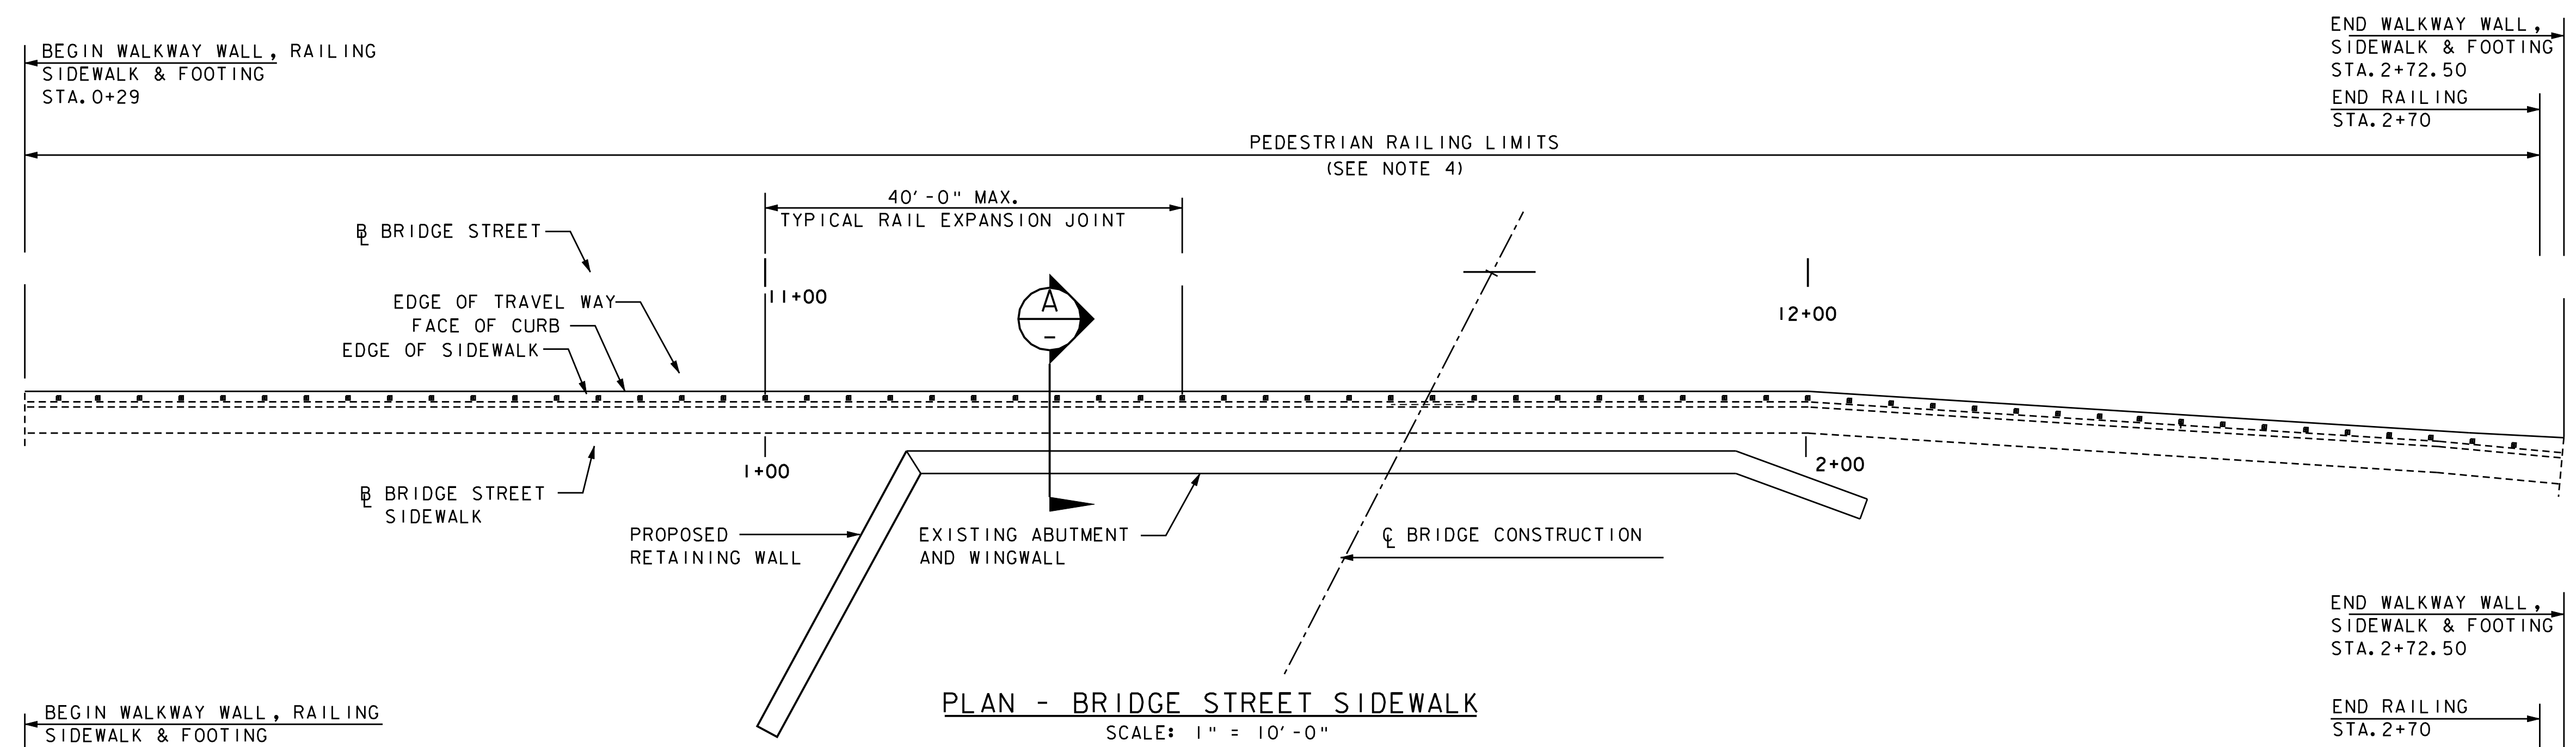 BEGIN WALKWAY WALL, RAILING
SIDEWALK & FOOTING
STA.0+29
END WALKWAY WALL,
SIDEWALK & FOOTING
STA.2+72.50
END RAILING
STA.2+70
PEDESTRIAN RAILING LIMITS
(SEE NOTE 4)
40'-0" MAX.
TYPICAL RAIL EXPANSION JOINT
℄ BRIDGE STREET
EDGE OF TRAVEL WAY
FACE OF CURB
EDGE OF SIDEWALK
11+00
A
-
12+00
1+00
2+00
BL BRIDGE STREET
SIDEWALK
PROPOSED
RETAINING WALL
EXISTING ABUTMENT
AND WINGWALL
℄ BRIDGE CONSTRUCTION
END WALKWAY WALL,
SIDEWALK & FOOTING
STA.2+72.50
END RAILING
STA.2+70
PLAN - BRIDGE STREET SIDEWALK
SCALE: 1" = 10'-0"
BEGIN WALKWAY WALL, RAILING
SIDEWALK & FOOTING